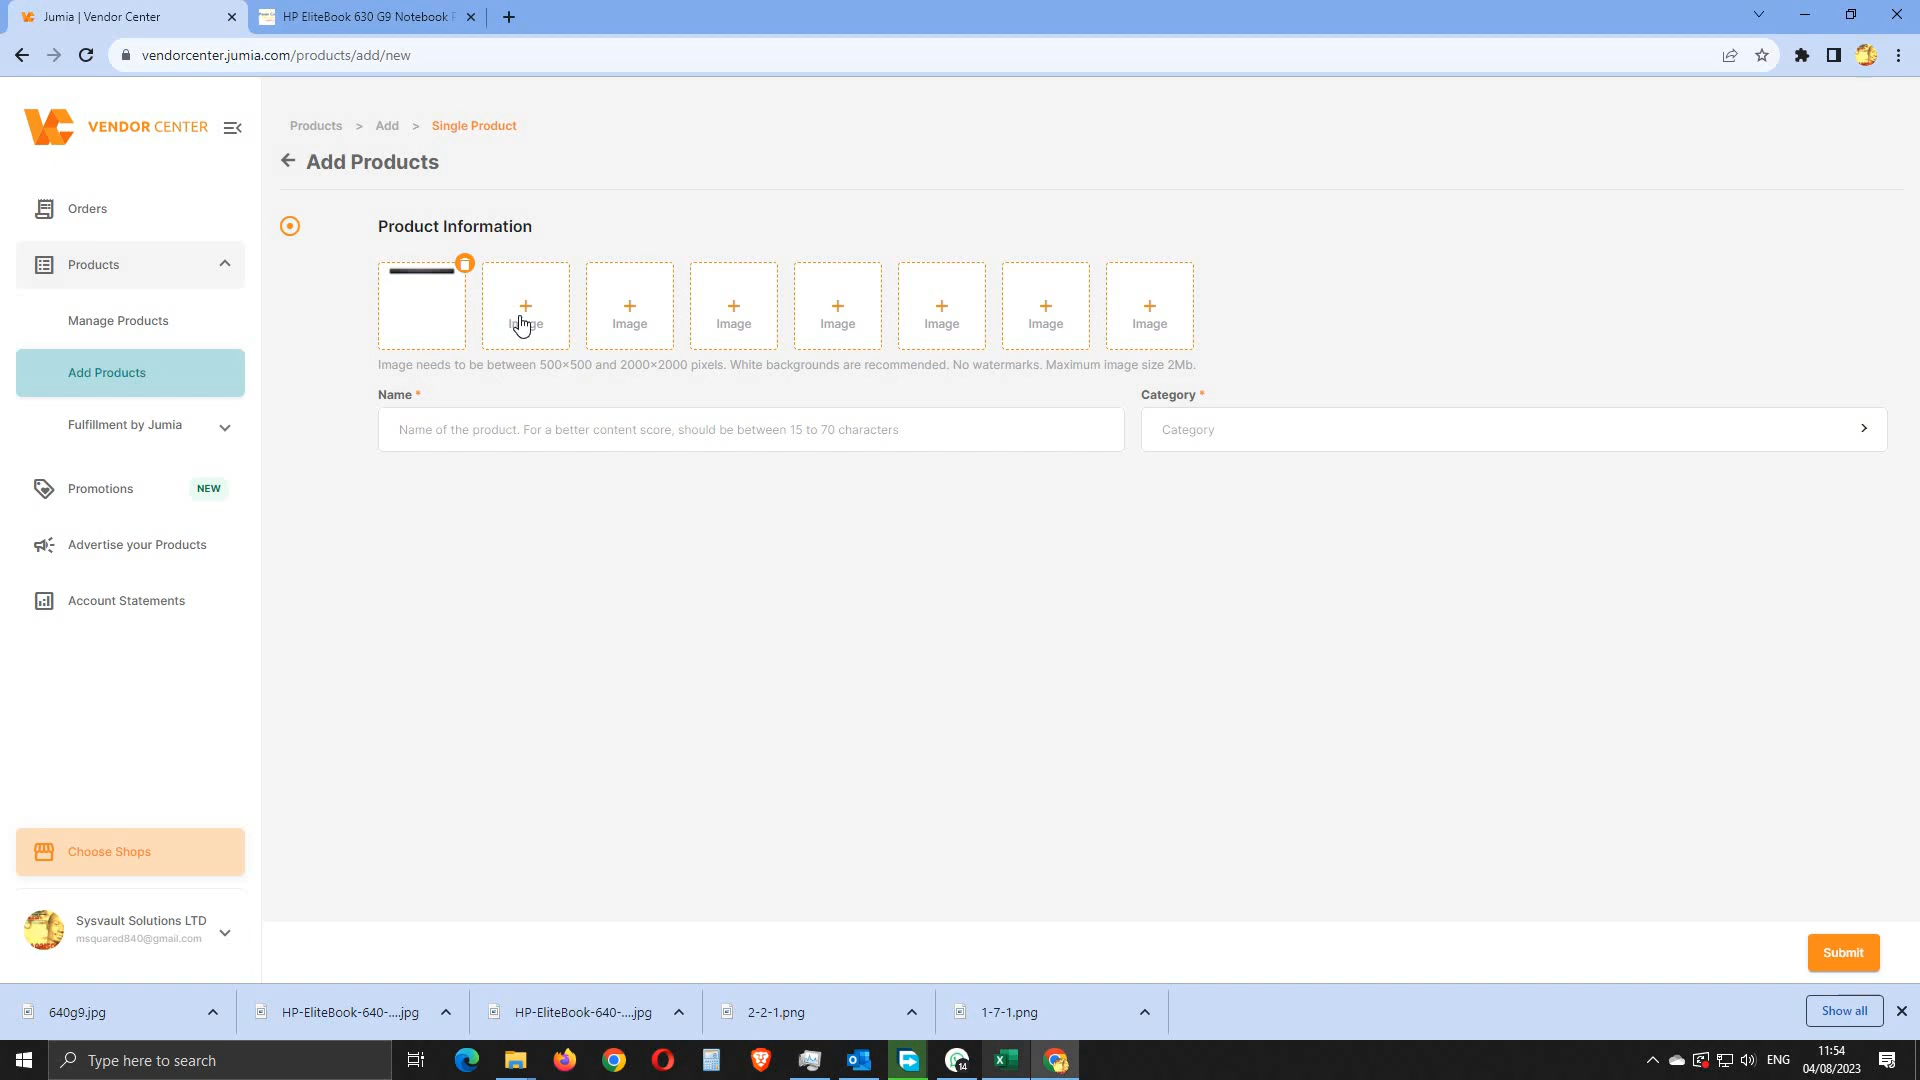 Jumia | Vendor Center
HP EliteBook 630 G9 Notebook
vendorcenter.jumia.com/products/add/new
VENDOR CENTER
Products > Add > Single Product
Add Products
Orders
Products
Manage Products
Add Products
Fulfillment by Jumia
Promotions NEW
Advertise your Products
Account Statements
Product Information
Image
Image
Image
Image
Image
Image
Image
Image needs to be between 500×500 and 2000×2000 pixels. White backgrounds are recommended. No watermarks. Maximum image size 2Mb.
Name *
Category *
Name of the product. For a better content score, should be between 15 to 70 characters
Category
Choose Shops
Sysvault Solutions LTD
msquared840@gmail.com
Submit
640g9.jpg
HP-EliteBook-640-....jpg
HP-EliteBook-640-....jpg
2-2-1.png
1-7-1.png
Show all
Type here to search
14
ENG
11:54
04/08/2023